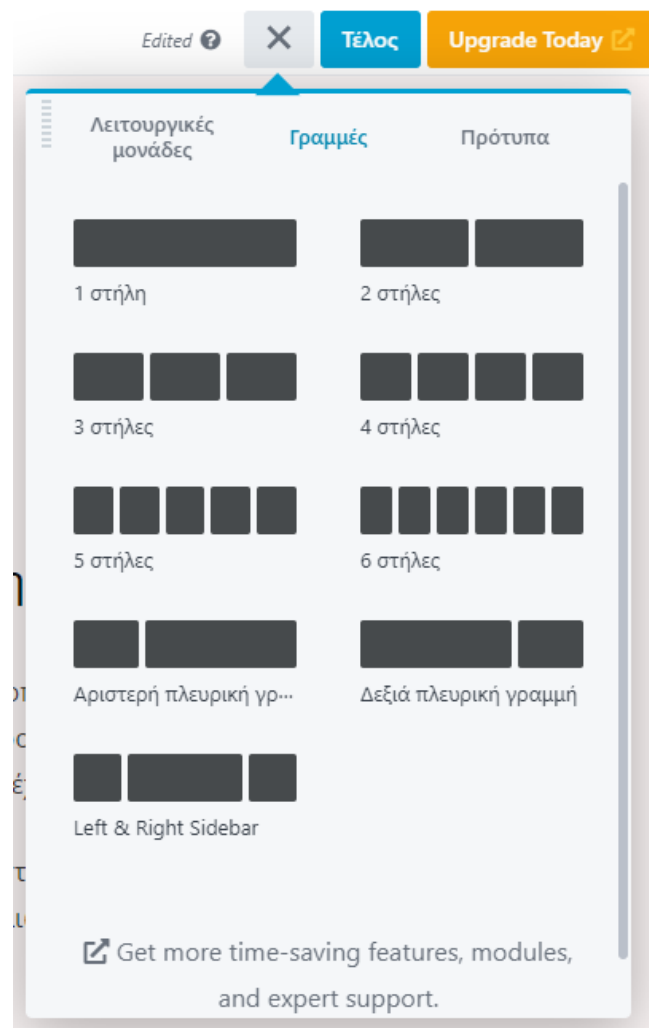 Edited
Τέλος
Upgrade Today
Λειτουργικές
μονάδες
Γραμμές
Πρότυπα
1 στήλη
2 στήλες
3 στήλες
4 στήλες
5 στήλες
6 στήλες
Αριστερή πλευρική γρ...
Δεξιά πλευρική γραμμή
Left & Right Sidebar
Get more time-saving features, modules,
and expert support.